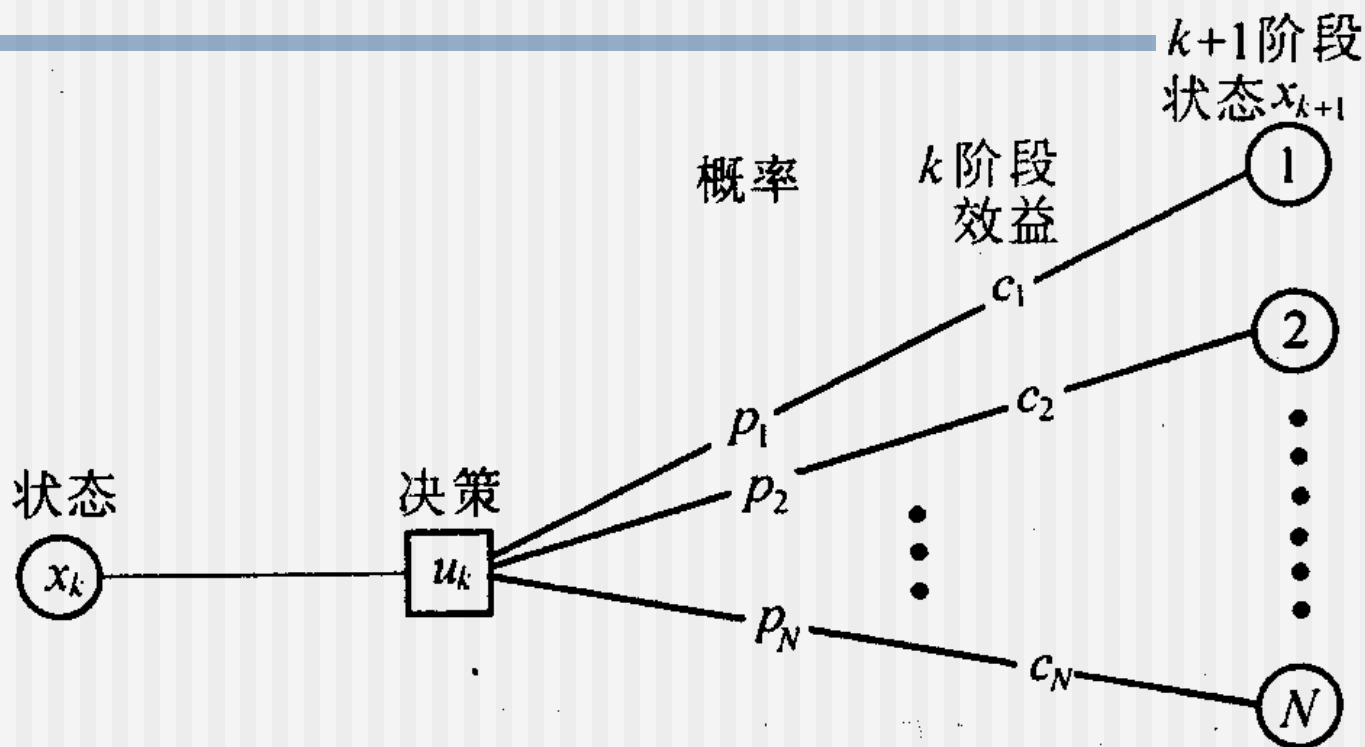 k+1阶段
状态x_{k+1}
概率
k阶段
效益
1
c_1
2
c_2
p_1
p_2
状态
决策
x_k
u_k
p_N
c_N
N